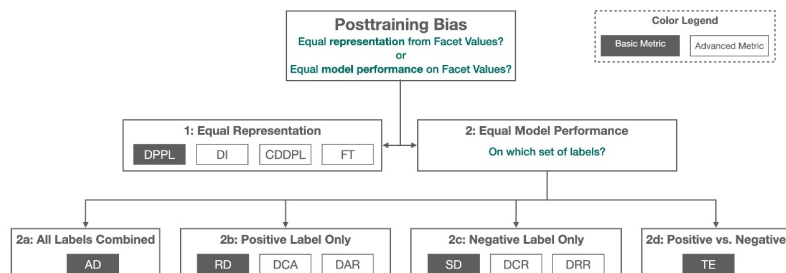 Posttraining Bias
Equal representation from Facet Values?
or
Equal model performance on Facet Values?
Color Legend
Basic Metric
Advanced Metric
1: Equal Representation
DPPL
DI
CDDPL
FT
2: Equal Model Performance
On which set of labels?
2a: All Labels Combined
AD
2b: Positive Label Only
RD
DCA
DAR
2c: Negative Label Only
SD
DCR
DRR
2d: Positive vs. Negative
TE